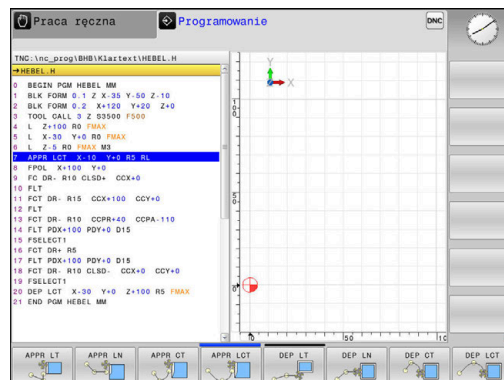 Praca ręczna
Programowanie
DNC
TNC:\nc_prog\BHB\Klartext\HEBEL.H
→HEBEL.H
0 BEGIN PGM HEBEL MM
1 BLK FORM 0.1 Z X-35 Y-50 Z-10
2 BLK FORM 0.2 X+120 Y+20 Z+0
3 TOOL CALL 3 Z S3500 F500
4 L Z+100 R0 FMAX
5 L X-30 Y+0 R0 FMAX
6 L Z-5 R0 FMAX M3
7 APPR LCT X-10 Y+0 R5 RL
8 FPOL X+100 Y+0
9 FC DR- R10 CLSD+ CCX+0
10 FLT
11 FCT DR- R15 CCX+100 CCY+0
12 FLT
13 FCT DR- R10 CCPR+40 CCPA-110
14 FLT PDX+100 PDY+0 D15
15 FSELECT1
16 FCT DR+ R5
17 FLT PDX+100 PDY+0 D15
18 FCT DR- R10 CLSD- CCX+0 CCY+0
19 FSELECT1
20 DEP LCT X-30 Y+0 Z+100 R5 FMAX
21 END PGM HEBEL MM
Y
X
100
50
0
0
50
10
APPR LT
APPR LN
APPR CT
APPR LCT
DEP LT
DEP LN
DEP CT
DEP LCT